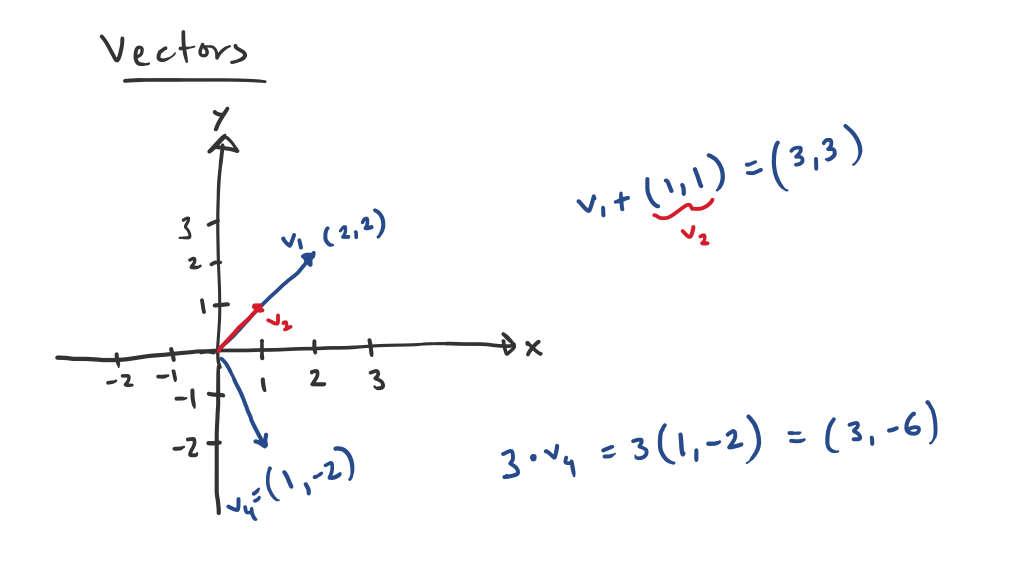 Vectors
y
v₁ + (1,1) = (3,3)
v₂
3
v₁ (2,2)
2
1
v₂
x
-2 -1 1 2 3
-1
-2
3 · v₄ = 3(1,-2) = (3,-6)
v₄=(1,-2)